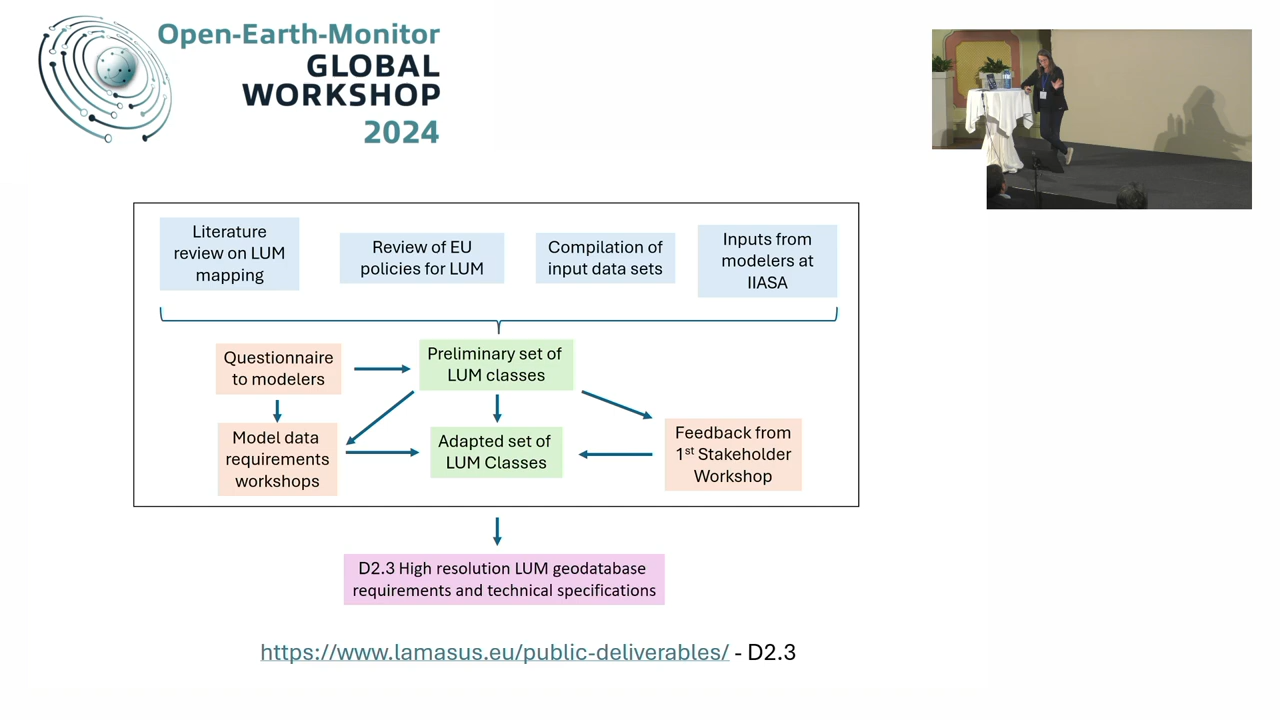 Open-Earth-Monitor
GLOBAL
WORKSHOP
2024
Literature
review on LUM
mapping
Review of EU
policies for LUM
Compilation of
input data sets
Inputs from
modelers at
IIASA
Questionnaire
to modelers
Preliminary set of
LUM classes
Model data
requirements
workshops
Adapted set of
LUM Classes
Feedback from
1st Stakeholder
Workshop
D2.3 High resolution LUM geodatabase
requirements and technical specifications
https://www.lamasus.eu/public-deliverables/ - D2.3